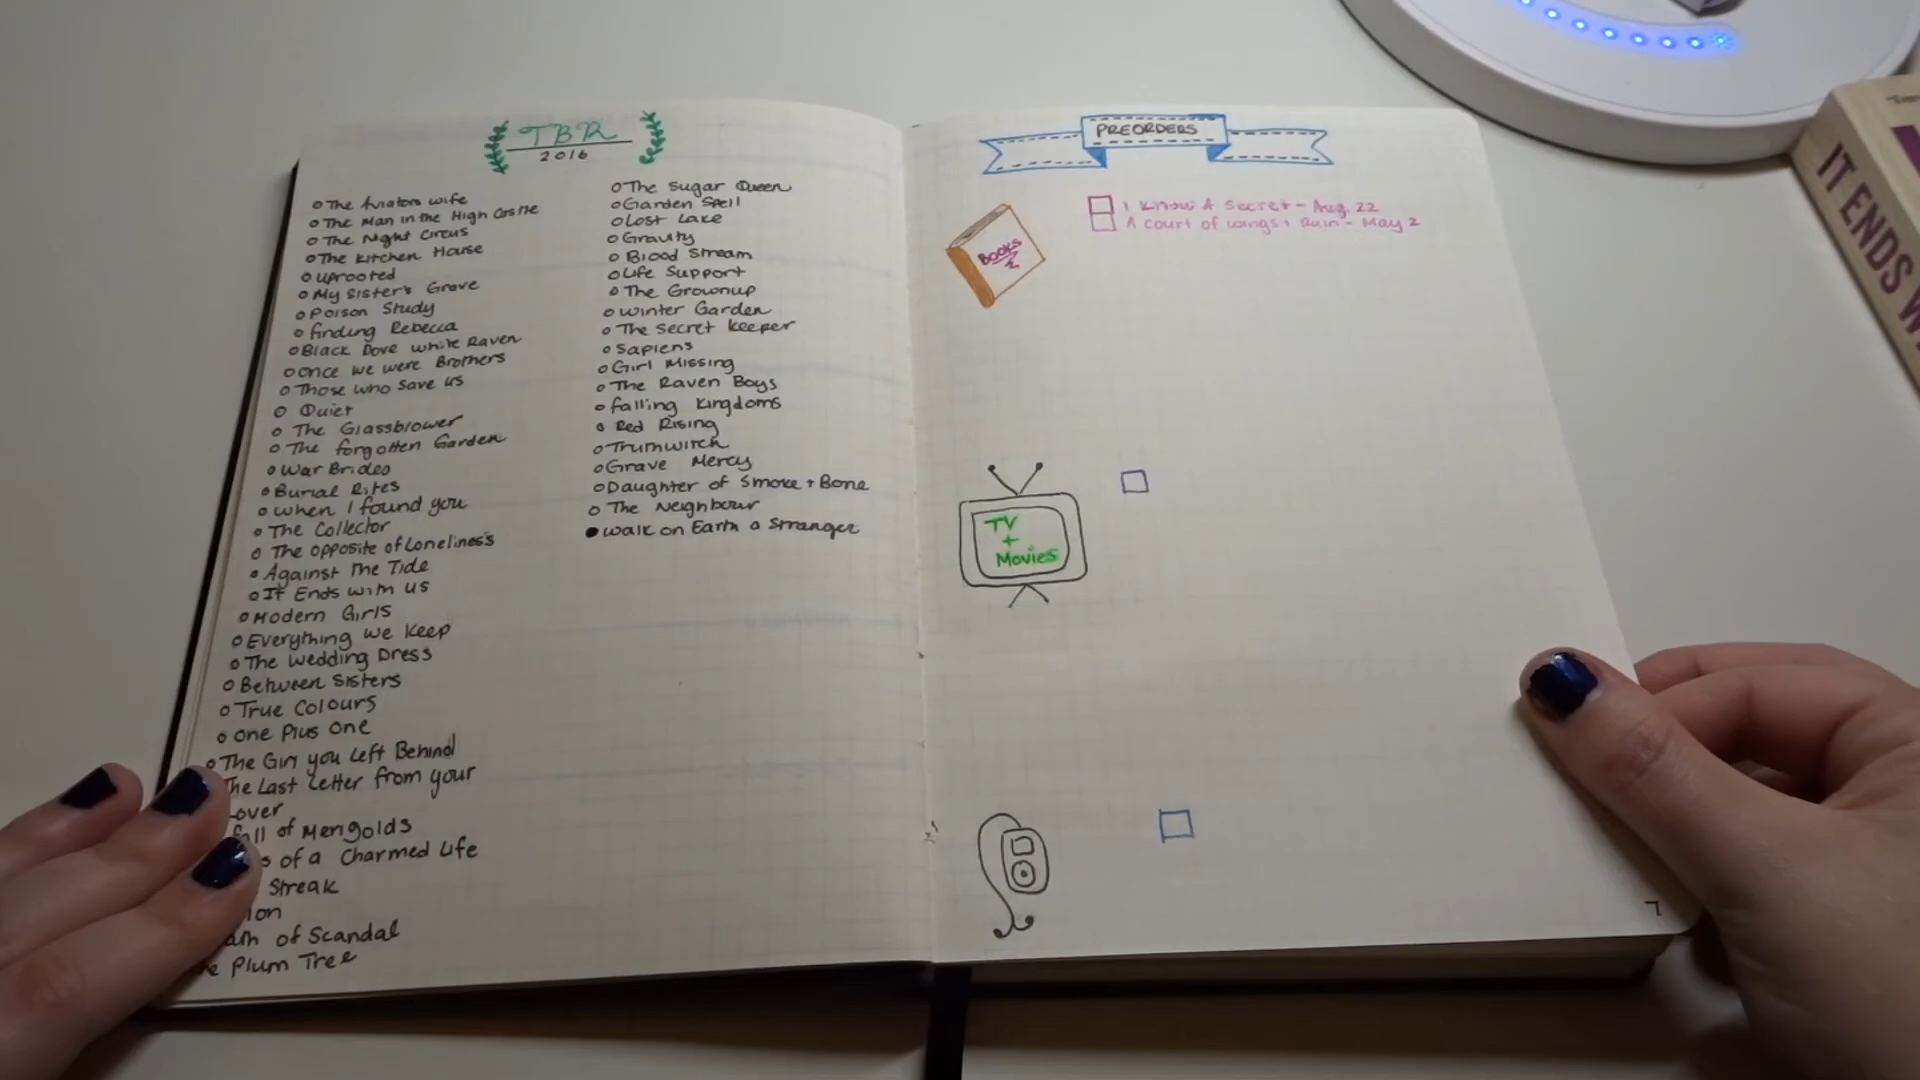 TBR
2016
The Aviators wife
The Man in the High Castle
The Night Circus
The Kitchen House
uprooted
My Sister's Grave
Poison Study
finding Rebecca
Black Dove white Raven
once we were Brothers
Those who save us
Quiet
The Glassblower
The forgotten Garden
War Brides
Burial Rites
when I found you
The Collector
The opposite of Loneliness
Against The Tide
It Ends with us
Modern Girls
Everything we keep
The wedding Dress
Between Sisters
True Colours
One Plus One
The Girl you Left Behind
The Last Letter from your
Lover
fall of Marigolds
of a Charmed Life
Streak
of Scandal
Plum Tree
The Sugar Queen
Garden Spell
Lost Lake
Gravity
Blood Stream
Life Support
The Grownup
Winter Garden
The Secret Keeper
Sapiens
Girl Missing
The Raven Boys
falling Kingdoms
Red Rising
Truthwitch
Grave Mercy
Daughter of Smoke + Bone
The Neighbour
walk on Earth a Stranger
PREORDERS
BOOKS
I Know A Secret - Aug. 22
A court of wings + Ruin - May 2
TV
+
Movies
7
IT ENDS W